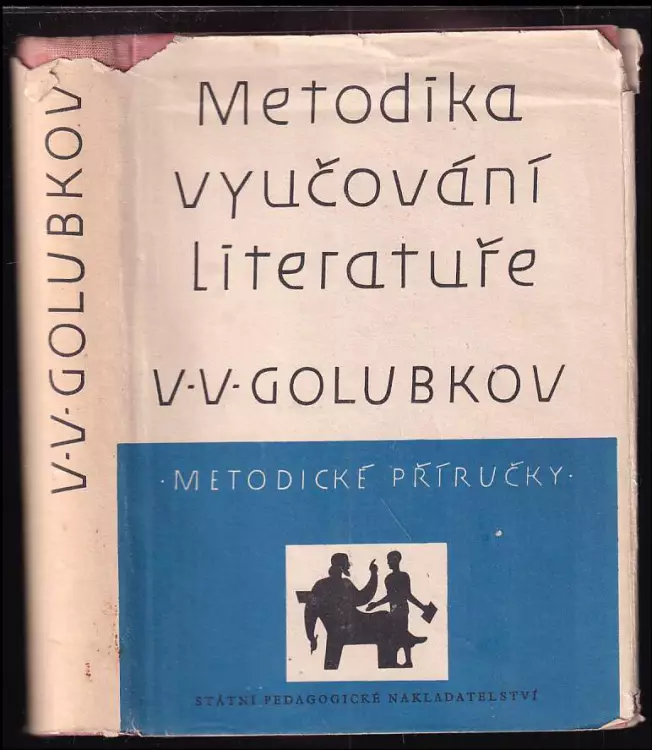 V·V·GOLUBKOV
Metodika
vyučování
literatuře
V·V·GOLUBKOV
·METODICKÉ PŘÍRUČKY·
STÁTNÍ PEDAGOGICKÉ NAKLADATELSTVÍ